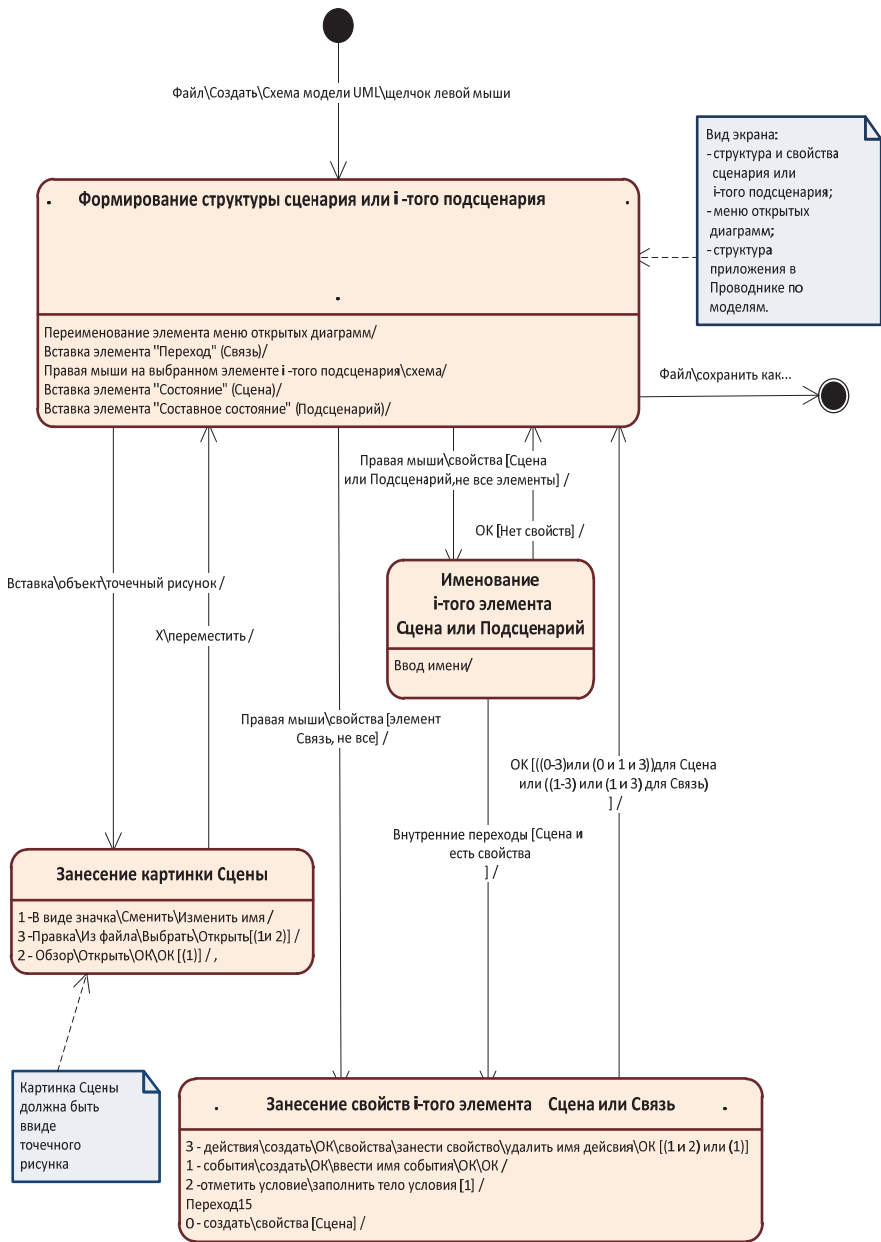 Файл\Создать\Схема модели UML\щелчок левой мыши
Вид экрана:
-структура и свойства
сценария или
i-того подсценария;
-меню открытых
диаграмм;
-структура
приложения в
Проводнике по
моделям.
. Формирование структуры сценария или i -того подсценария .
.
Переименование элемента меню открытых диаграмм/
Вставка элемента "Переход" (Связь)/
Правая мыши на выбранном элементе i -того подсценария\схема/
Вставка элемента "Состояние" (Сцена)/
Вставка элемента "Составное состояние" (Подсценарий)/
Файл\сохранить как...
Правая мыши\свойства [Сцена
или Подсценарий,не все элементы] /
ОК [Нет свойств] /
Вставка\объект\точечный рисунок /
Х\переместить /
Именование
i-того элемента
Сцена или Подсценарий
Ввод имени/
Правая мыши\свойства [элемент
Связь, не все] /
ОК [((0-3)или (0 и 1 и 3))для Сцена
или ((1-3) или (1 и 3) для Связь)
] /
Внутренние переходы [Сцена и
есть свойства
] /
Занесение картинки Сцены
1 -В виде значка\Сменить\Изменить имя /
3 -Правка\Из файла\Выбрать\Открыть[(1и 2)] /
2 - Обзор\Открыть\ОК\ОК [(1)] / ,
Картинка Сцены
должна быть
ввиде
точечного
рисунка
. Занесение свойств i-того элемента Сцена или Связь .
3 - действия\создать\ОК\свойства\занести свойство\удалить имя дейсвия\ОК [(1 и 2) или (1)]
1 - события\создать\ОК\ввести имя события\ОК\ОК /
2 -отметить условие\заполнить тело условия [1] /
Переход15
0 - создать\свойства [Сцена] /